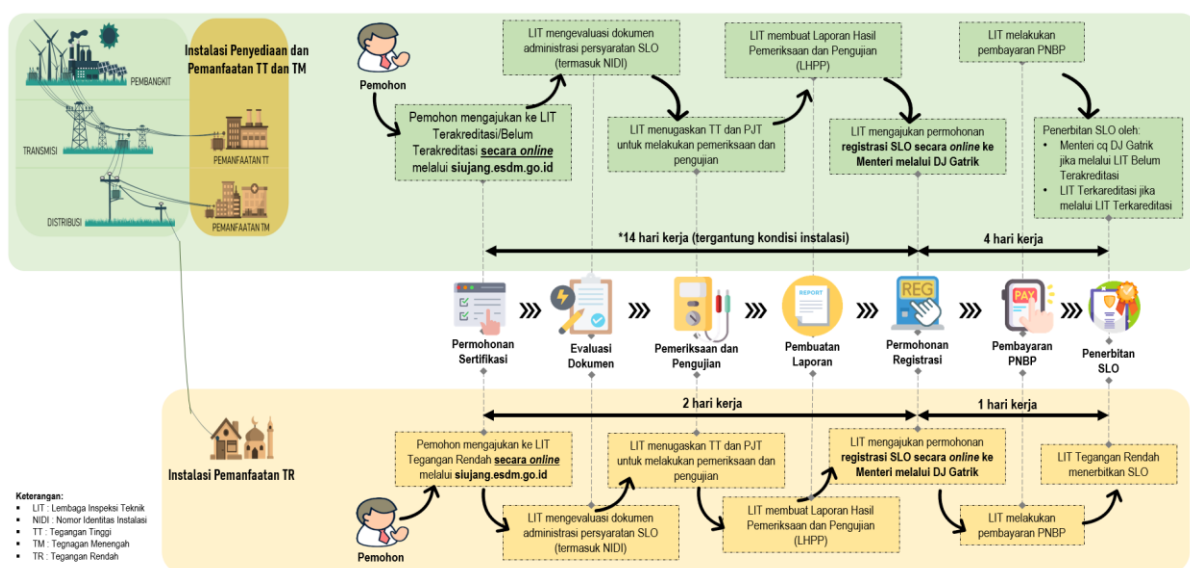 Instalasi Penyediaan dan
Pemanfaatan TT dan TM
PEMBANGKIT
TRANSMISI
PEMANFAATAN TT
DISTRIBUSI
PEMANFAATAN TM
Pemohon
Pemohon mengajukan ke LIT
Terakreditasi/Belum
Terakreditasi secara online
melalui siujang.esdm.go.id
LIT mengevaluasi dokumen
administrasi persyaratan SLO
(termasuk NIDI)
LIT menugaskan TT dan PJT
untuk melakukan pemeriksaan dan
pengujian
LIT membuat Laporan Hasil
Pemeriksaan dan Pengujian
(LHPP)
LIT mengajukan permohonan
registrasi SLO secara online ke
Menteri melalui DJ Gatrik
LIT melakukan
pembayaran PNBP
Penerbitan SLO oleh:
• Menteri cq DJ Gatrik
jika melalui LIT Belum
Terakreditasi
• LIT Terkareditasi jika
melalui LIT Terkareditasi
*14 hari kerja (tergantung kondisi instalasi)
4 hari kerja
REPORT
REG
PAY
Permohonan
Sertifikasi
Evaluasi
Dokumen
Pemeriksaan dan
Pengujian
Pembuatan
Laporan
Permohonan
Registrasi
Pembayaran
PNBP
Penerbitan
SLO
2 hari kerja
1 hari kerja
Instalasi Pemanfaatan TR
Pemohon mengajukan ke LIT
Tegangan Rendah secara online
melalui siujang.esdm.go.id
LIT menugaskan TT dan PJT
untuk melakukan pemeriksaan dan
pengujian
LIT mengajukan permohonan
registrasi SLO secara online ke
Menteri melalui DJ Gatrik
LIT Tegangan Rendah
menerbitkan SLO
Pemohon
LIT mengevaluasi dokumen
administrasi persyaratan SLO
(termasuk NIDI)
LIT membuat Laporan Hasil
Pemeriksaan dan Pengujian
(LHPP)
LIT melakukan
pembayaran PNBP
Keterangan:
▪ LIT : Lembaga Inspeksi Teknik
▪ NIDI : Nomor Identitas Instalasi
▪ TT : Tegangan Tinggi
▪ TM : Tegnagan Menengah
▪ TR : Tegangan Rendah